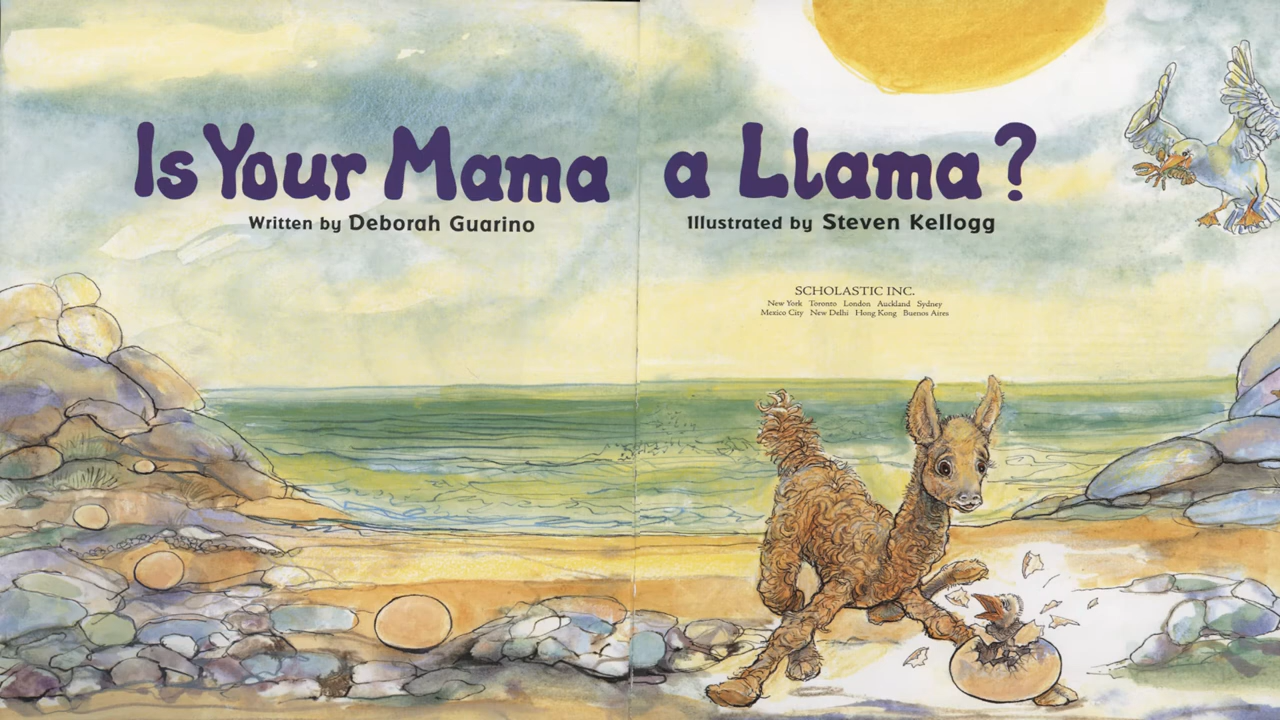 Is Your Mama a Llama?
Written by Deborah Guarino
Illustrated by Steven Kellogg
SCHOLASTIC INC.
New York Toronto London Auckland Sydney
Mexico City New Delhi Hong Kong Buenos Aires